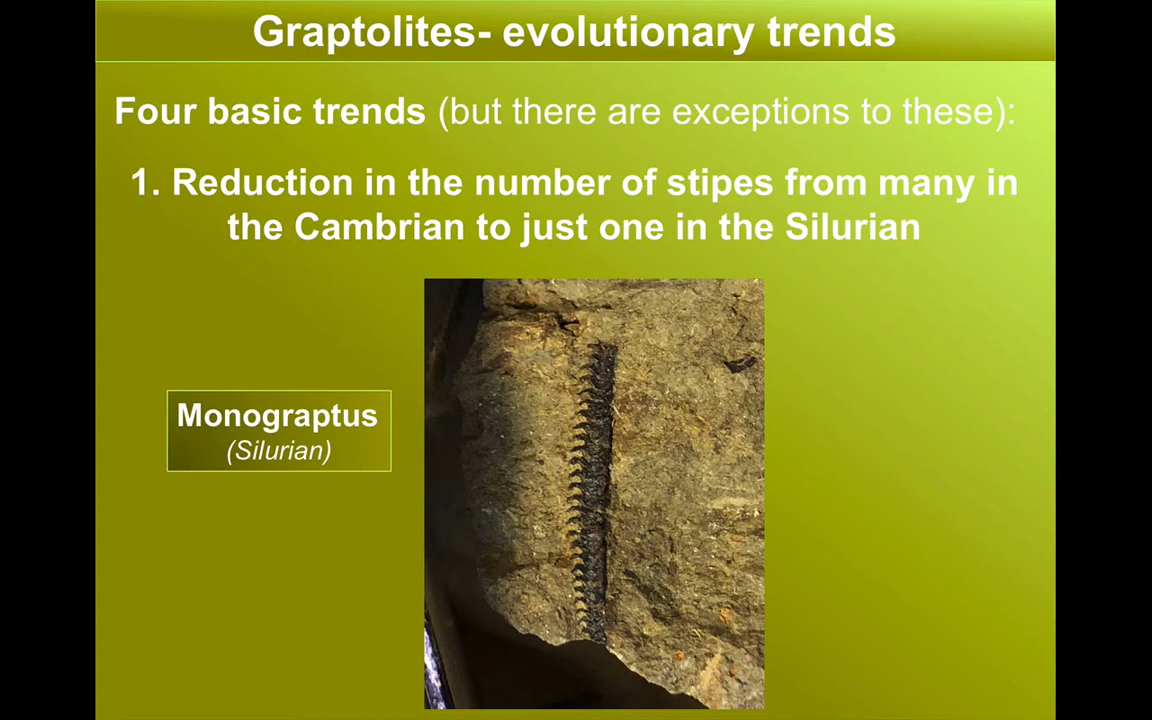 Graptolites- evolutionary trends
Four basic trends (but there are exceptions to these):
1. Reduction in the number of stipes from many in
the Cambrian to just one in the Silurian
Monograptus
(Silurian)